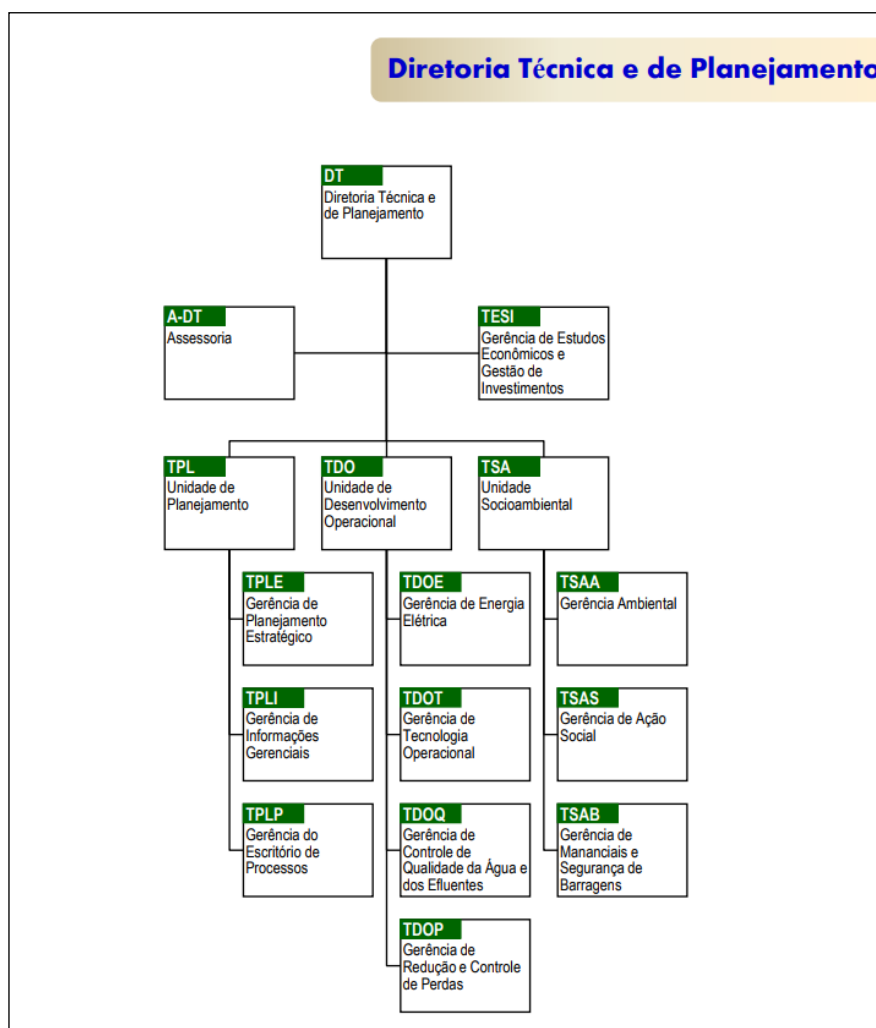 Diretoria Técnica e de Planejamento
DT
Diretoria Técnica e
de Planejamento
A-DT
Assessoria
TESI
Gerência de Estudos
Econômicos e
Gestão de
Investimentos
TPL
Unidade de
Planejamento
TDO
Unidade de
Desenvolvimento
Operacional
TSA
Unidade
Socioambiental
TPLE
Gerência de
Planejamento
Estratégico
TDOE
Gerência de Energia
Elétrica
TSAA
Gerência Ambiental
TPLI
Gerência de
Informações
Gerenciais
TDOT
Gerência de
Tecnologia
Operacional
TSAS
Gerência de Ação
Social
TPLP
Gerência do
Escritório de
Processos
TDOQ
Gerência de
Controle de
Qualidade da Água e
dos Efluentes
TSAB
Gerência de
Mananciais e
Segurança de
Barragens
TDOP
Gerência de
Redução e Controle
de Perdas